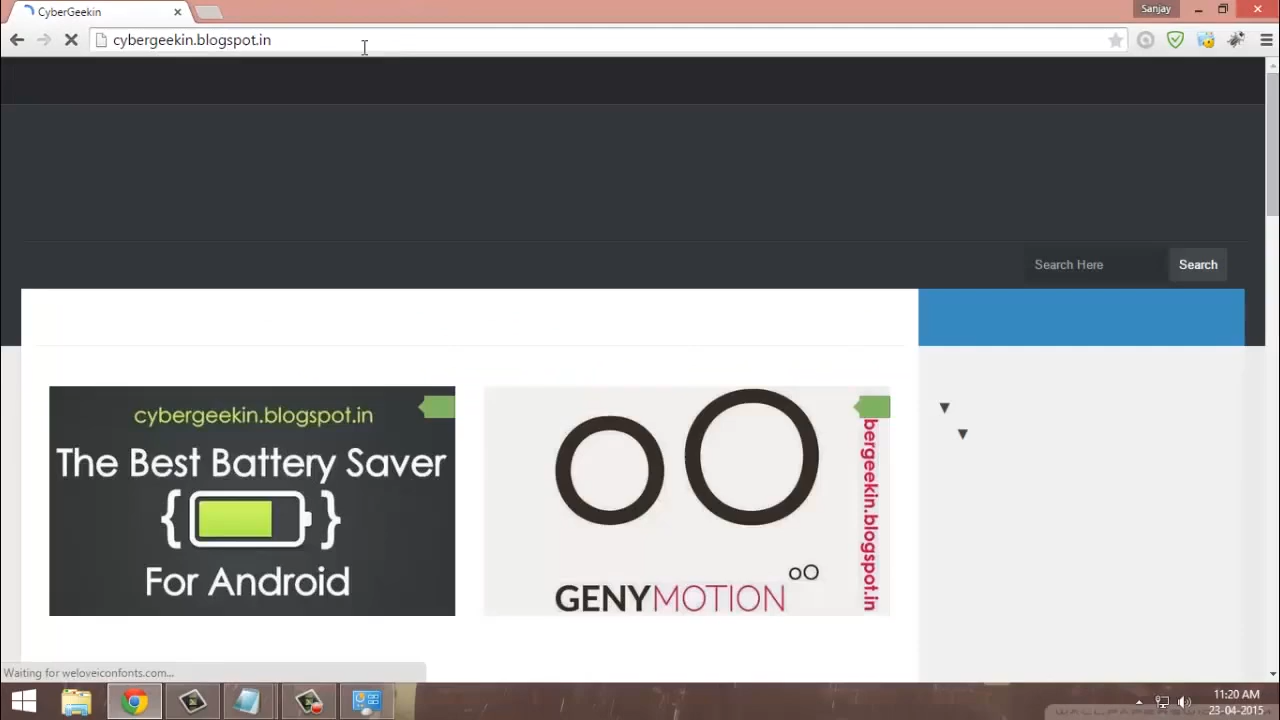 CyberGeekin
Sanjay
cybergeekin.blogspot.in
Search Here
Search
cybergeekin.blogspot.in
The Best Battery Saver
For Android
bergeekin.blogspot.in
oO
GENYMOTION
Waiting for weloveiconfonts.com...
11:20 AM
23-04-2015